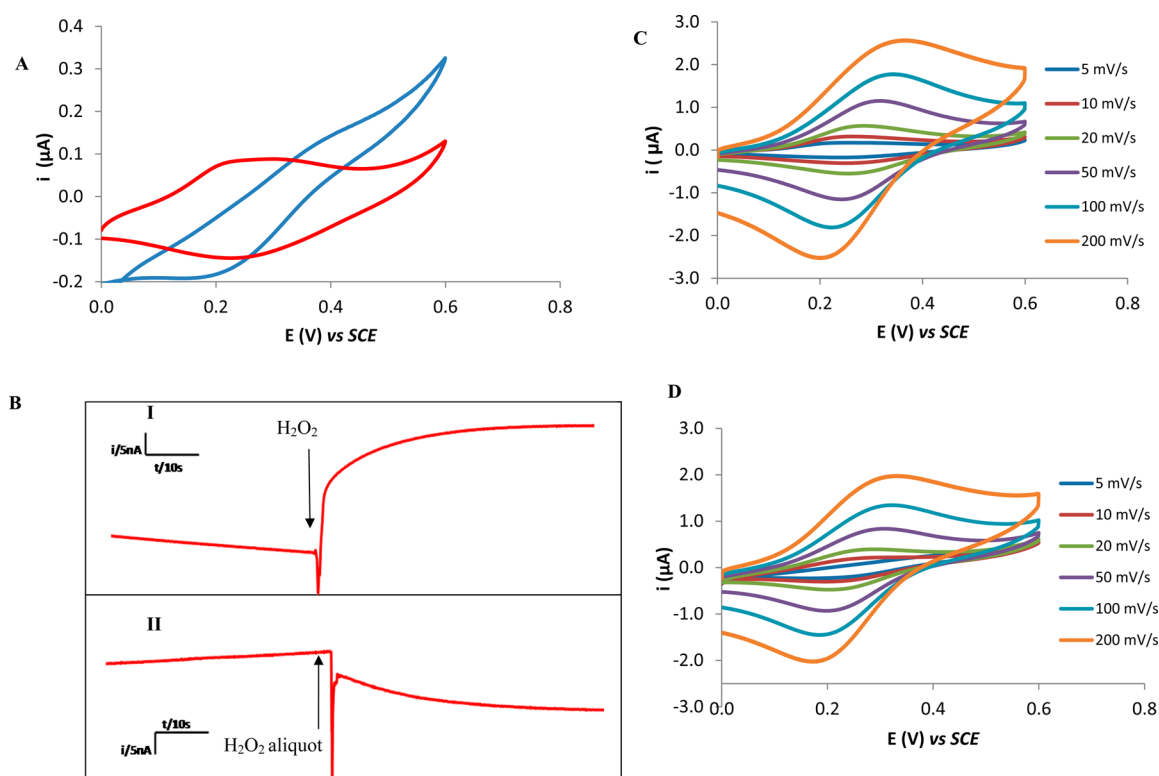 A
0.4
0.3
0.2
0.1
0.0
-0.1
-0.2
i (µA)
0.0 0.2 0.4 0.6 0.8
E (V) vs SCE
B
I
i/5nA
t/10s
H₂O₂
II
t/10s
i/5nA
H₂O₂ aliquot
C
3.0
2.0
1.0
0.0
-1.0
-2.0
-3.0
i ( µA)
0.0 0.2 0.4 0.6 0.8
E (V) vs SCE
5 mV/s
10 mV/s
20 mV/s
50 mV/s
100 mV/s
200 mV/s
D
3.0
2.0
1.0
0.0
-1.0
-2.0
-3.0
i (µA)
0.0 0.2 0.4 0.6 0.8
E (V) vs SCE
5 mV/s
10 mV/s
20 mV/s
50 mV/s
100 mV/s
200 mV/s